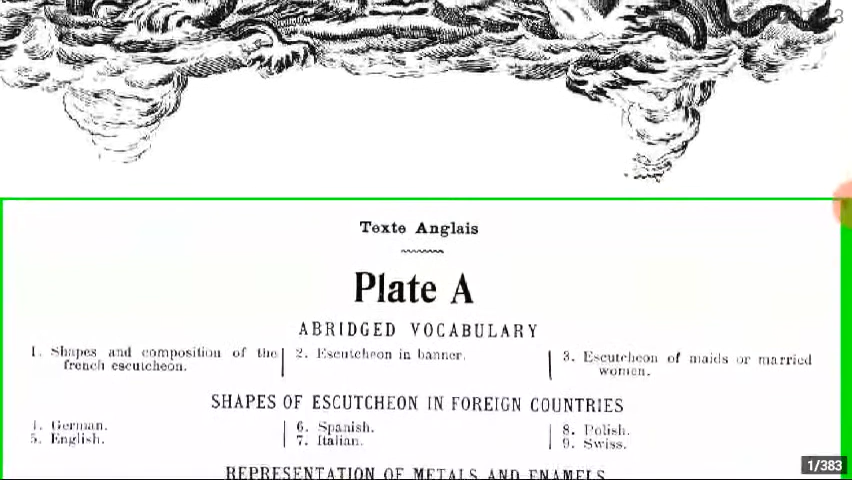 Texte Anglais
Plate A
ABRIDGED VOCABULARY
1. Shapes and composition of the french escutcheon.
2. Escutcheon in banner.
3. Escutcheon of maids or married women.
SHAPES OF ESCUTCHEON IN FOREIGN COUNTRIES
4. German.
5. English.
6. Spanish.
7. Italian.
8. Polish.
9. Swiss.
REPRESENTATION OF METALS AND ENAMELS
1/383